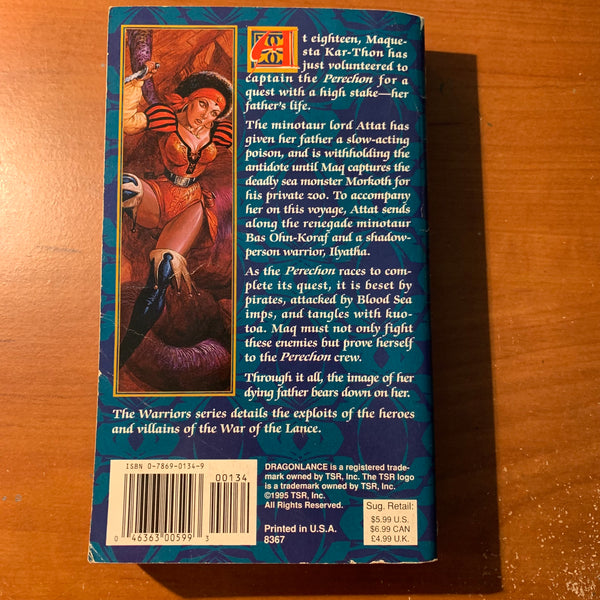 At eighteen, Maque-
sta Kar-Thon has
just volunteered to
captain the Perechon for a
quest with a high stake—her
father's life.
The minotaur lord Attat has
given her father a slow-acting
poison, and is withholding the
antidote until Maq captures the
deadly sea monster Morkoth for
his private zoo. To accompany
her on this voyage, Attat sends
along the renegade minotaur
Bas Ohn-Koraf and a shadow-
person warrior, Ilyatha.
As the Perechon races to com-
plete its quest, it is beset by
pirates, attacked by Blood Sea
imps, and tangles with kuo-
toa. Maq must not only fight
these enemies but prove herself
to the Perechon crew.
Through it all, the image of her
dying father bears down on her.
The Warriors series details the exploits of the heroes
and villains of the War of the Lance.
ISBN 0-7869-0134-9
00134
0 46363 00599 3
DRAGONLANCE is a registered trade-
mark owned by TSR, Inc. The TSR logo
is a trademark owned by TSR, Inc.
©1995 TSR, Inc.
All Rights Reserved.
Printed in U.S.A.
8367
Sug. Retail:
$5.99 U.S.
$6.99 CAN
£4.99 U.K.